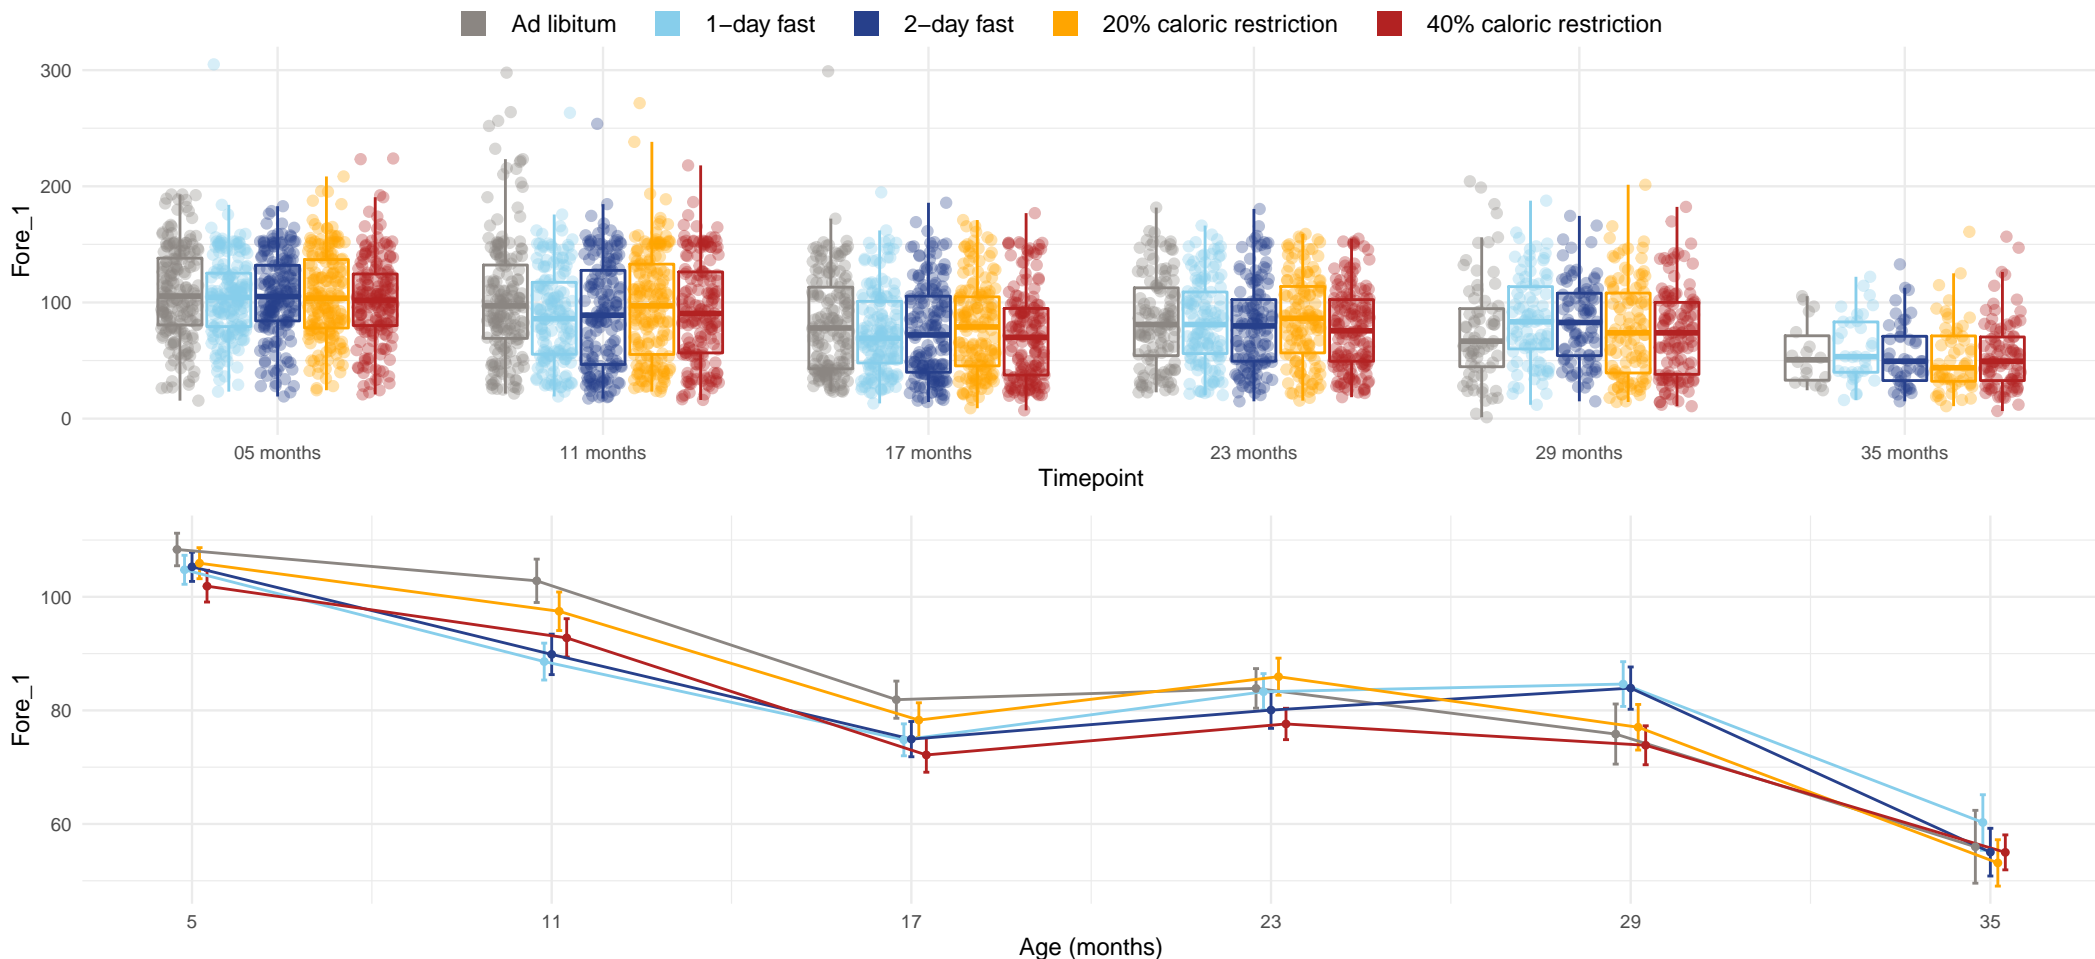 Ad libitum 1−day fast 2−day fast 20% caloric restriction 40% caloric restriction
300
200
100
0
Fore_1
05 months 11 months 17 months 23 months 29 months 35 months
Timepoint
100
80
60
Fore_1
5 11 17 23 29 35
Age (months)